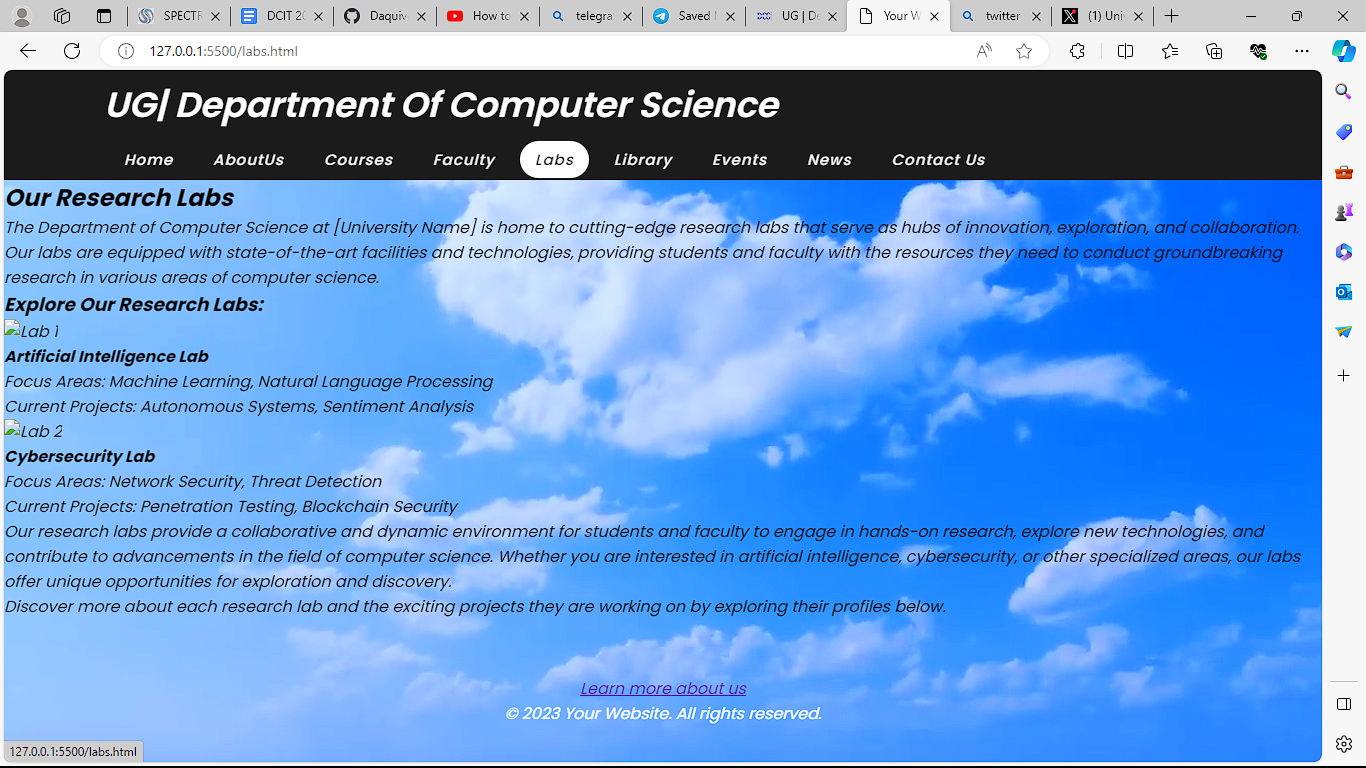 SPECTR
DCIT 20
Daquiv
How to
telegra
Saved
UG | De
Your W
twitter
(1) Uni
127.0.0.1:5500/labs.html
UG| Department Of Computer Science
Home AboutUs Courses Faculty Labs Library Events News Contact Us
Our Research Labs
The Department of Computer Science at [University Name] is home to cutting-edge research labs that serve as hubs of innovation, exploration, and collaboration.
Our labs are equipped with state-of-the-art facilities and technologies, providing students and faculty with the resources they need to conduct groundbreaking
research in various areas of computer science.
Explore Our Research Labs:
Lab 1
Artificial Intelligence Lab
Focus Areas: Machine Learning, Natural Language Processing
Current Projects: Autonomous Systems, Sentiment Analysis
Lab 2
Cybersecurity Lab
Focus Areas: Network Security, Threat Detection
Current Projects: Penetration Testing, Blockchain Security
Our research labs provide a collaborative and dynamic environment for students and faculty to engage in hands-on research, explore new technologies, and
contribute to advancements in the field of computer science. Whether you are interested in artificial intelligence, cybersecurity, or other specialized areas, our labs
offer unique opportunities for exploration and discovery.
Discover more about each research lab and the exciting projects they are working on by exploring their profiles below.
Learn more about us
© 2023 Your Website. All rights reserved.
127.0.0.1:5500/labs.html